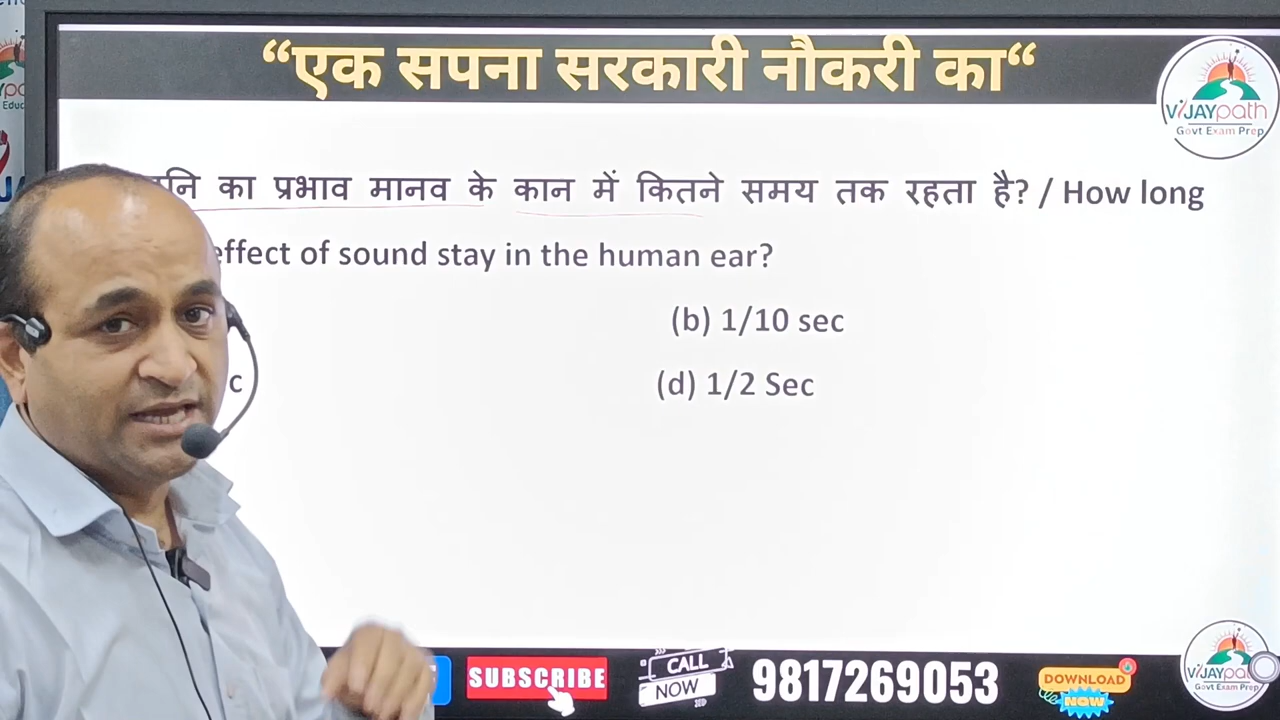 “एक सपना सरकारी नौकरी का“
ViJAYpath
Govt Exam Prep
का प्रभाव मानव के कान में कितने समय तक रहता है? / How long
effect of sound stay in the human ear?
(b) 1/10 sec
(d) 1/2 Sec
SUBSCRIBE
CALL NOW
9817269053
DOWNLOAD NOW
ViJAYpath
Govt Exam Prep